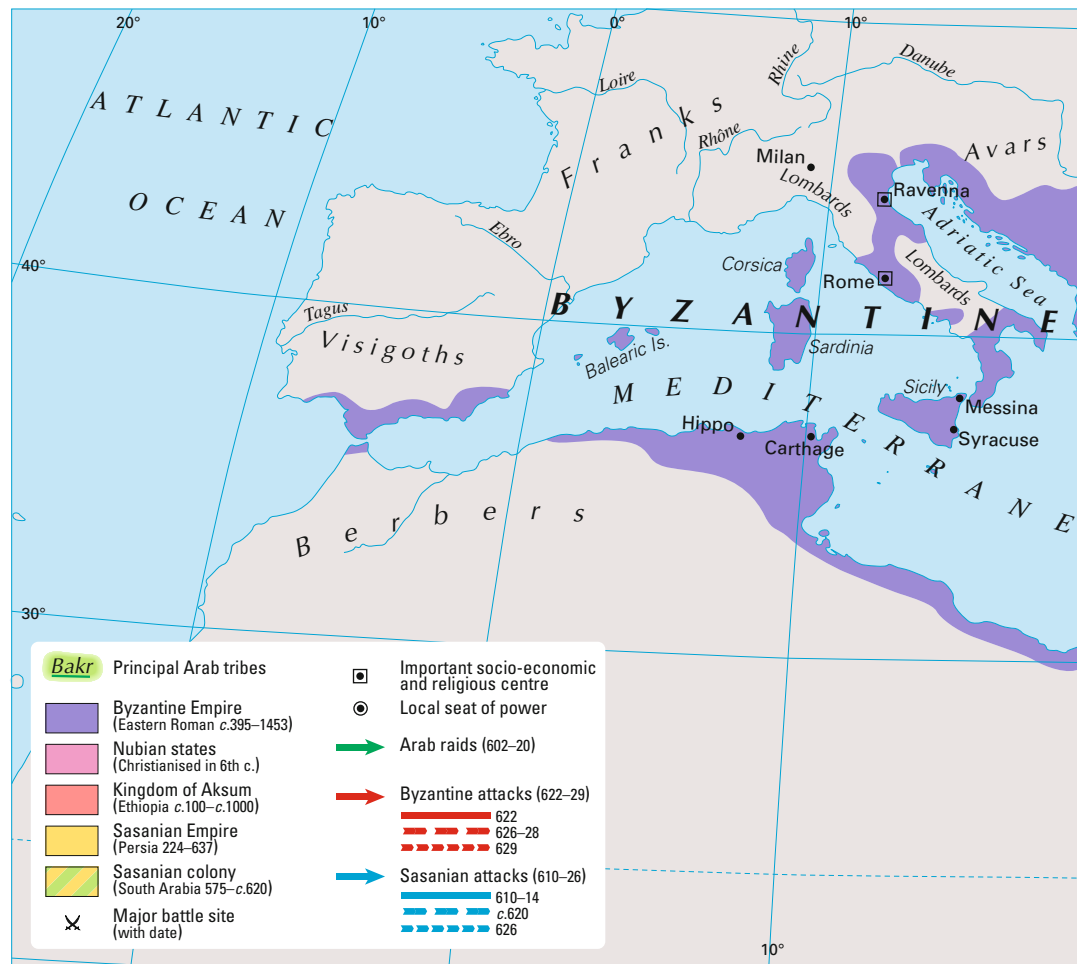 20°
10°
0°
10°
ATLANTIC
OCEAN
Loire
Rhine
Danube
Franks
Rhône
Milan
Lombards
Avars
Ravenna
Adriatic Sea
Ebro
Corsica
Rome
Lombards
40°
BYZANTINE
Tagus
Visigoths
Balearic Is.
Sardinia
MEDITERRANE
Sicily
Messina
Hippo
Carthage
Syracuse
Berbers
30°
10°
Bakr
Principal Arab tribes
Byzantine Empire
(Eastern Roman c.395–1453)
Nubian states
(Christianised in 6th c.)
Kingdom of Aksum
(Ethiopia c.100–c.1000)
Sasanian Empire
(Persia 224–637)
Sasanian colony
(South Arabia 575–c.620)
Major battle site
(with date)
Important socio-economic
and religious centre
Local seat of power
Arab raids (602–20)
Byzantine attacks (622–29)
622
626–28
629
Sasanian attacks (610–26)
610–14
c.620
626